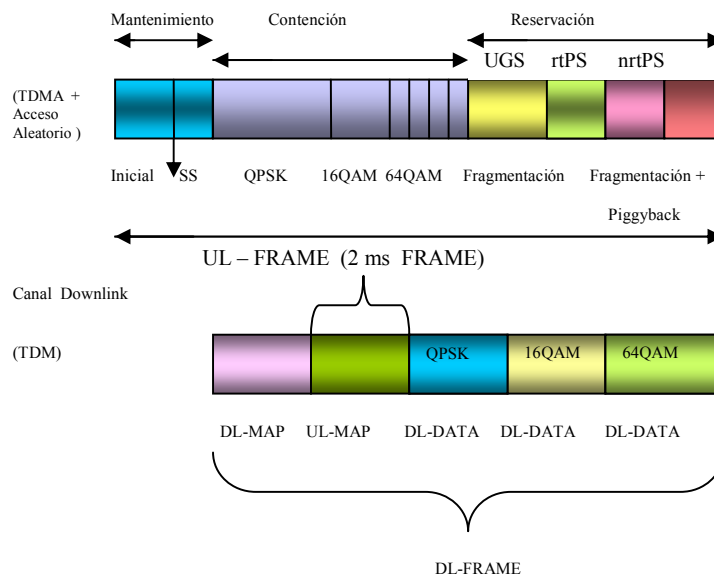 Mantenimiento Contención Reservación
UGS rtPS nrtPS
(TDMA +
Acceso
Aleatorio )
Inicial SS QPSK 16QAM 64QAM Fragmentación Fragmentación +
Piggyback
UL – FRAME (2 ms FRAME)
Canal Downlink
(TDM)
QPSK 16QAM 64QAM
DL-MAP UL-MAP DL-DATA DL-DATA DL-DATA
DL-FRAME